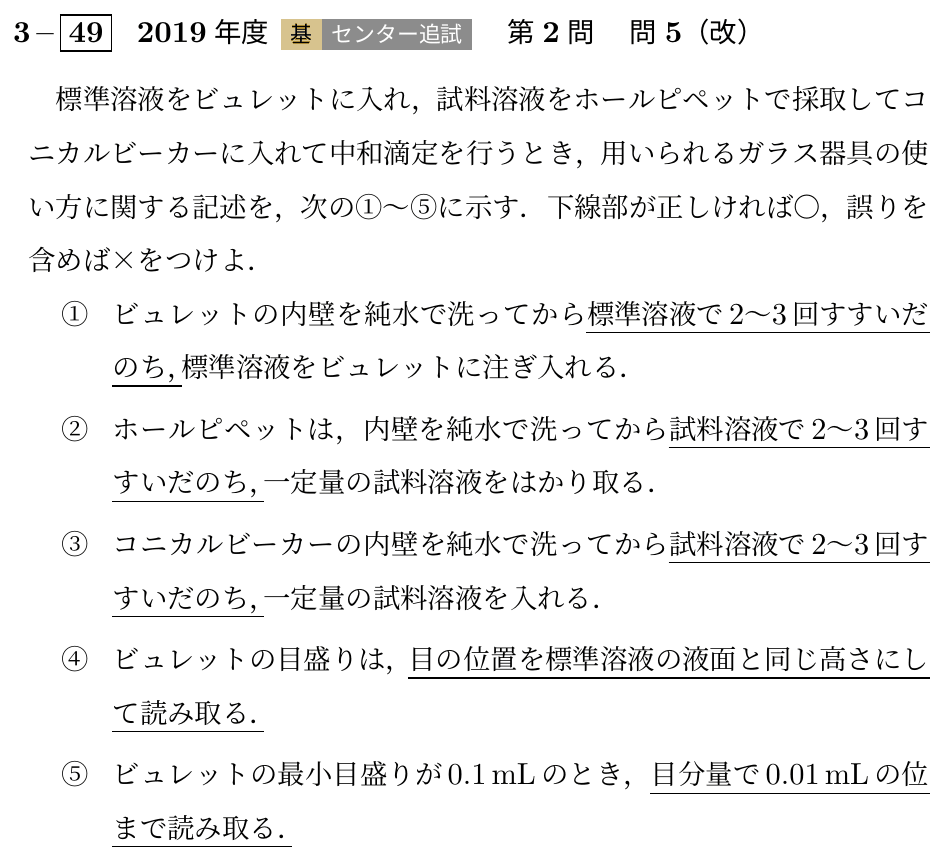 3–49 2019 年度 基 センター追試 第 2 問 問 5（改）
標準溶液をビュレットに入れ，試料溶液をホールピペットで採取してコ
ニカルビーカーに入れて中和滴定を行うとき，用いられるガラス器具の使
い方に関する記述を，次の①～⑤に示す．下線部が正しければ○，誤りを
含めば×をつけよ．
① ビュレットの内壁を純水で洗ってから標準溶液で 2～3 回すすいだ
のち，標準溶液をビュレットに注ぎ入れる．
② ホールピペットは，内壁を純水で洗ってから試料溶液で 2～3 回す
すいだのち，一定量の試料溶液をはかり取る．
③ コニカルビーカーの内壁を純水で洗ってから試料溶液で 2～3 回す
すいだのち，一定量の試料溶液を入れる．
④ ビュレットの目盛りは，目の位置を標準溶液の液面と同じ高さにし
て読み取る．
⑤ ビュレットの最小目盛りが 0.1 mL のとき，目分量で 0.01 mL の位
まで読み取る．